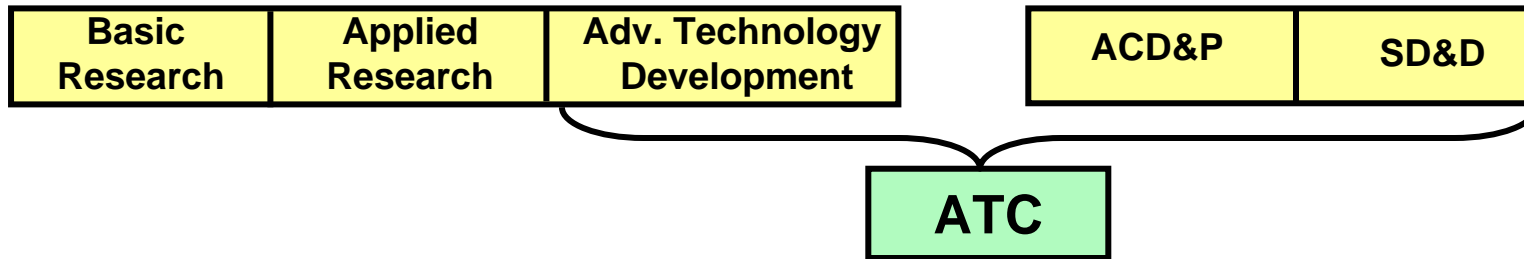 Basic
Research
Applied
Research
Adv. Technology
Development
ACD&P
SD&D
ATC